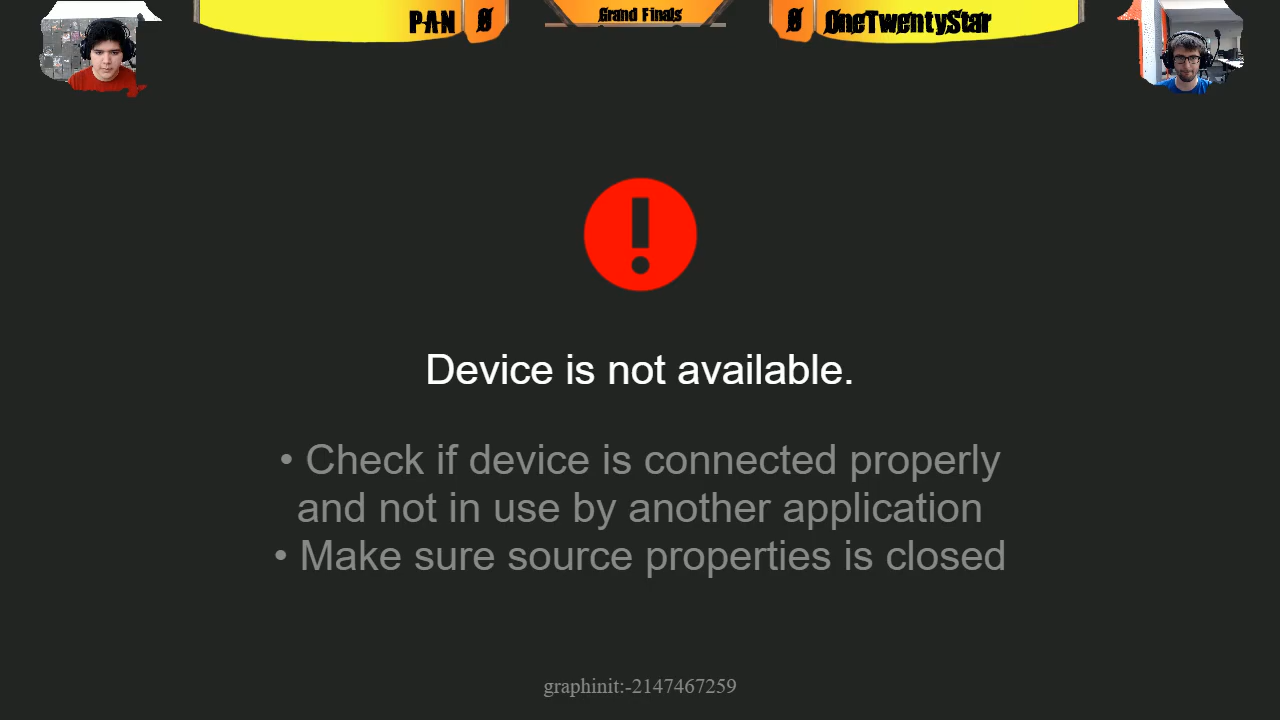 PAN 0 Grand Finals 0 OneTwentyStar
Device is not available.
• Check if device is connected properly
and not in use by another application
• Make sure source properties is closed
graphinit:-2147467259